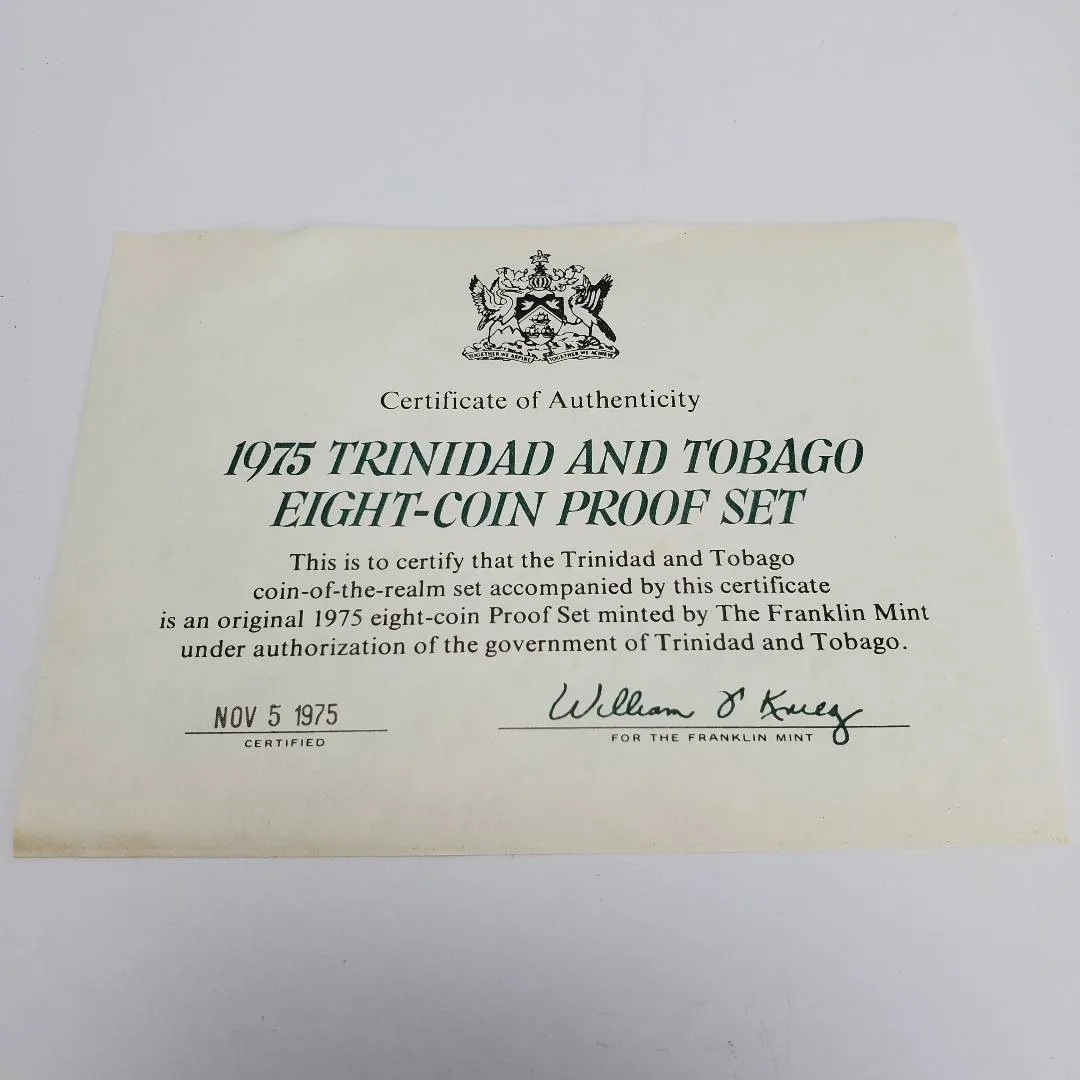 TOGETHER WE ASPIRE TOGETHER WE ACHIEVE
Certificate of Authenticity
1975 TRINIDAD AND TOBAGO
EIGHT-COIN PROOF SET
This is to certify that the Trinidad and Tobago
coin-of-the-realm set accompanied by this certificate
is an original 1975 eight-coin Proof Set minted by The Franklin Mint
under authorization of the government of Trinidad and Tobago.
NOV 5 1975
CERTIFIED
William
FOR THE FRANKLIN MINT